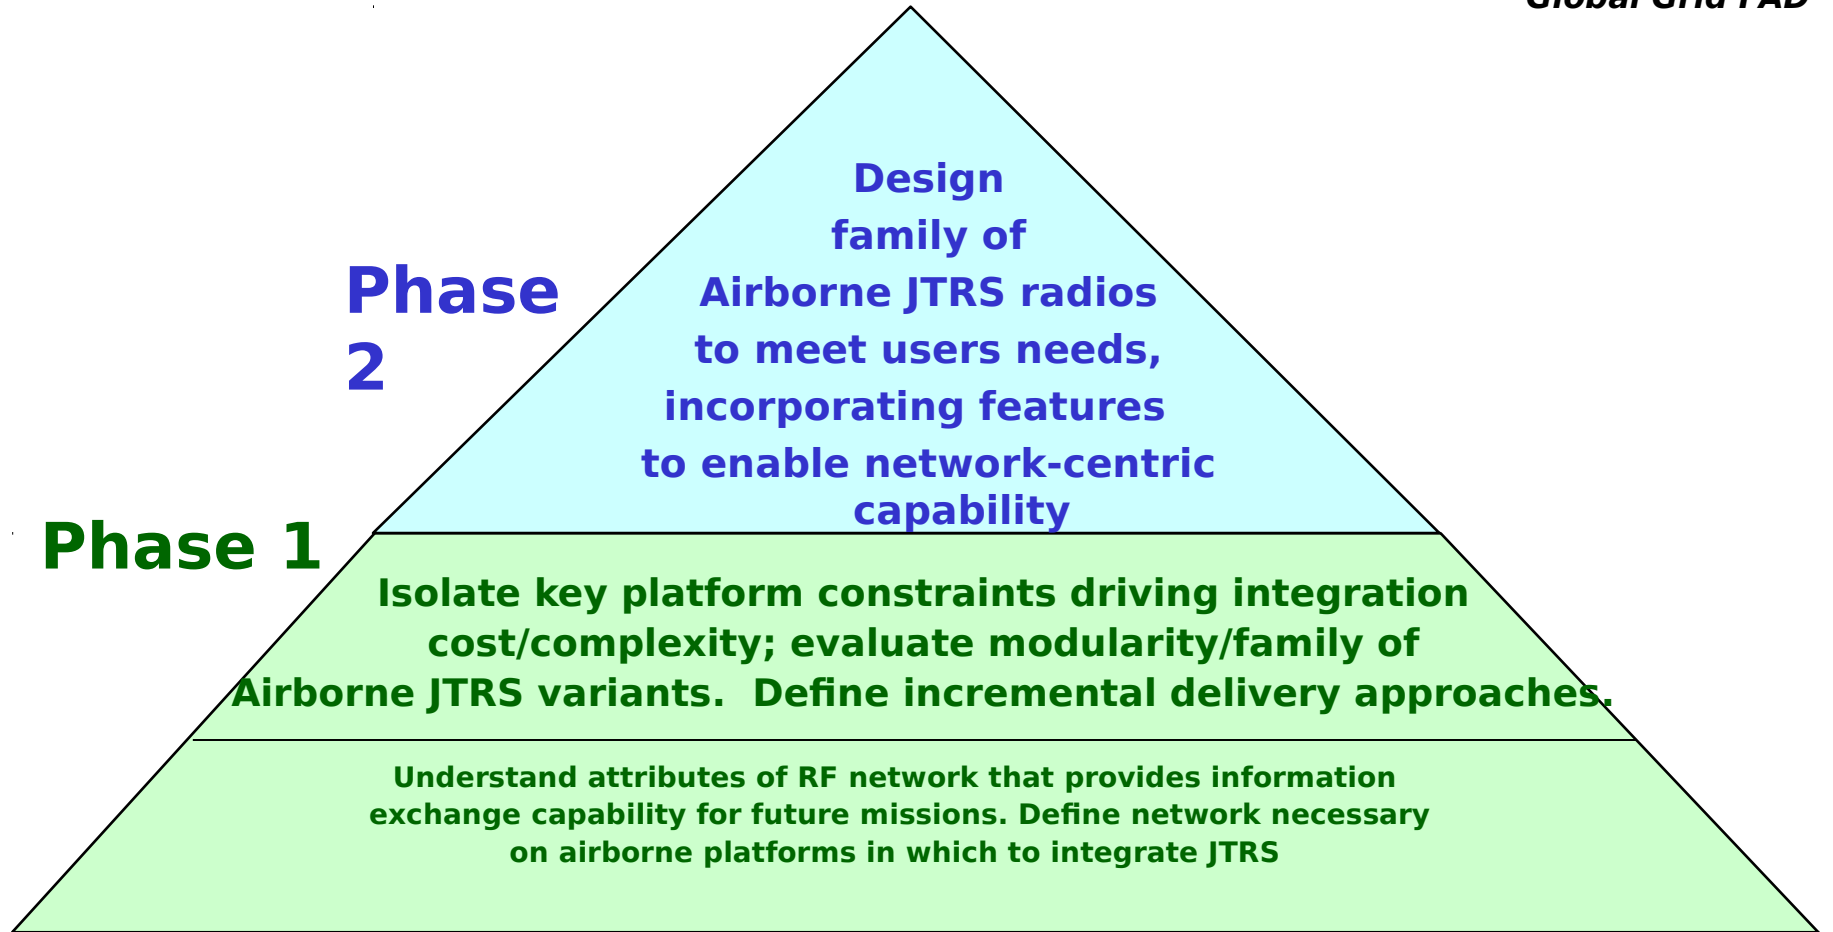 Global Grid PAD
Design
family of
Airborne JTRS radios
to meet users needs,
incorporating features
to enable network-centric
capability
Phase
2
Phase 1
Isolate key platform constraints driving integration
cost/complexity; evaluate modularity/family of
Airborne JTRS variants.  Define incremental delivery approaches.
Understand attributes of RF network that provides information
exchange capability for future missions. Define network necessary
on airborne platforms in which to integrate JTRS